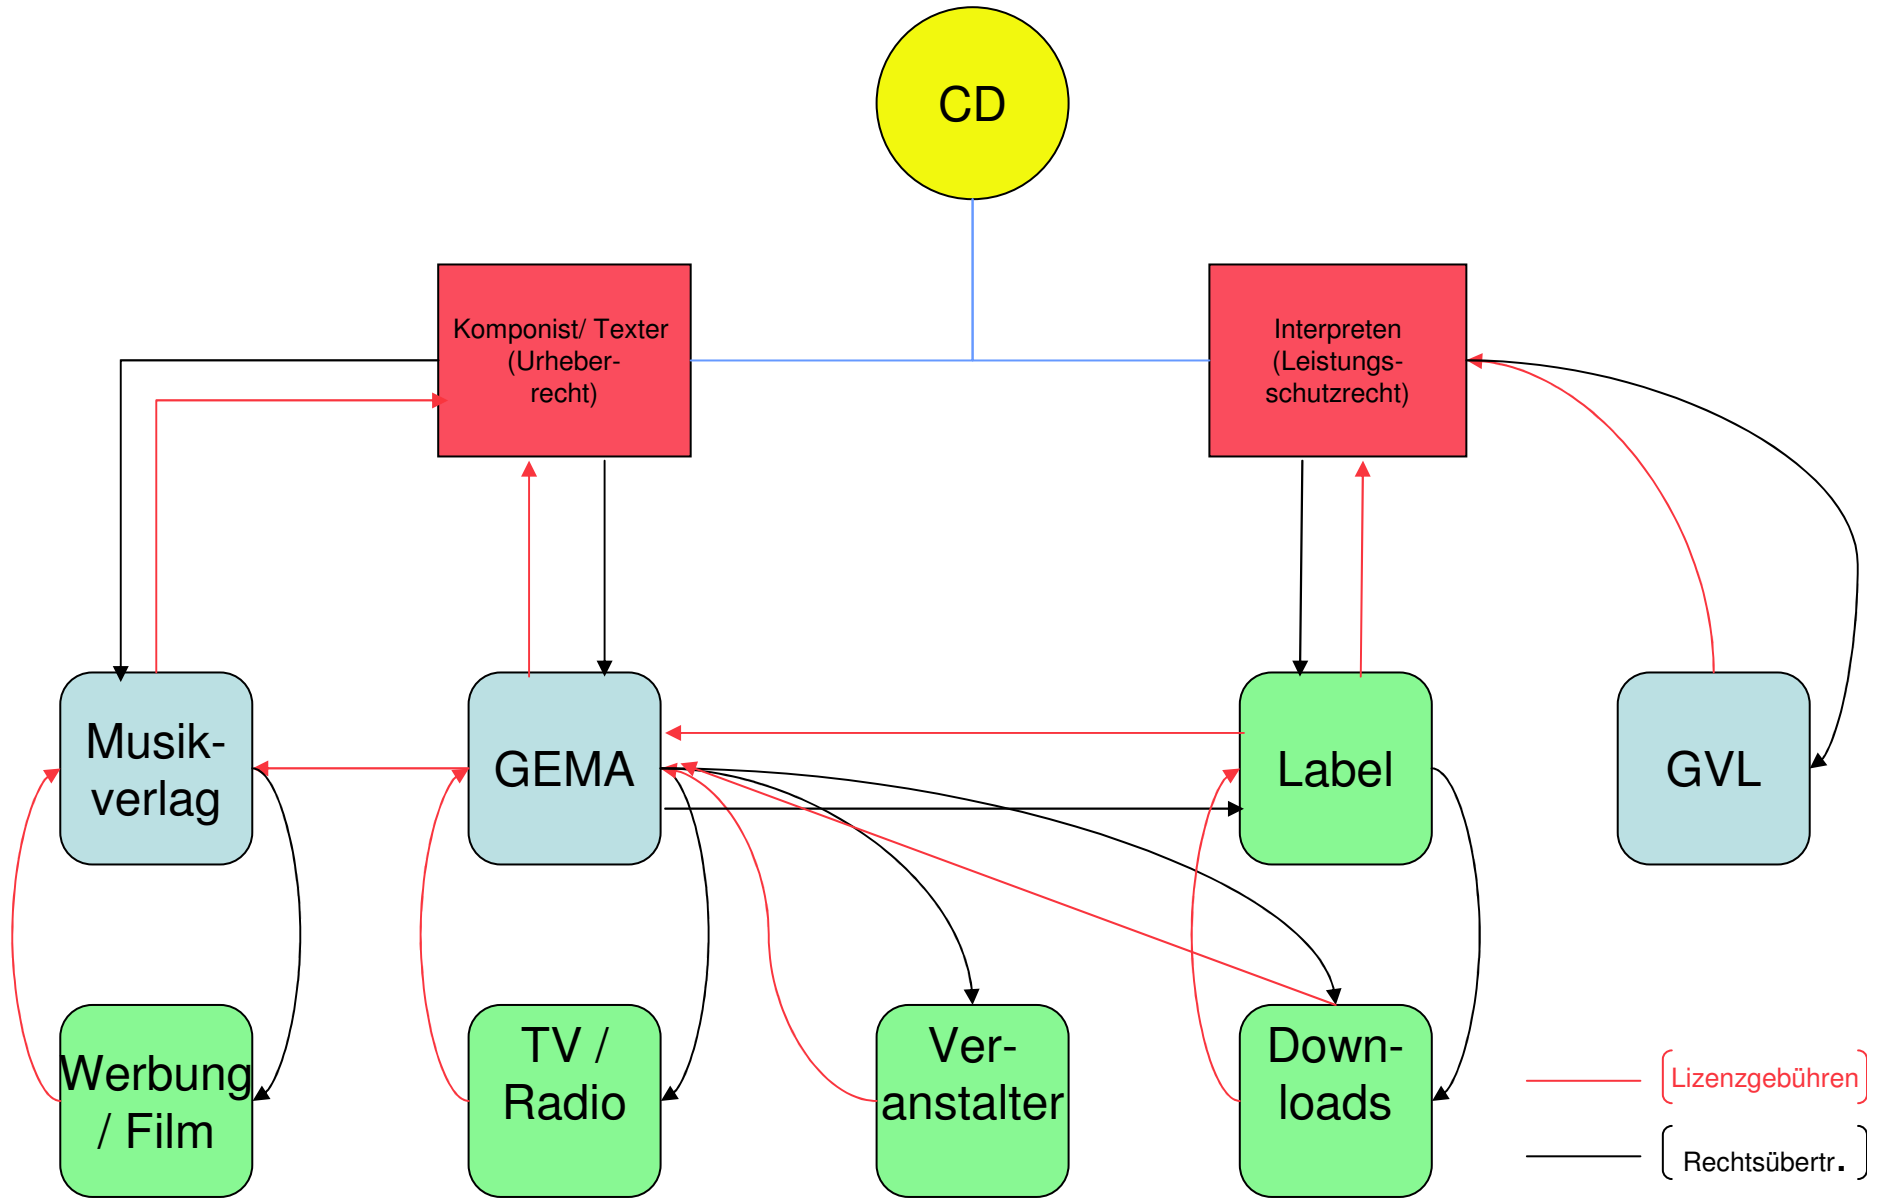 CD
Komponist/ Texter
(Urheber-
recht)
Interpreten
(Leistungs-
schutzrecht)
Musik-
verlag
GEMA
Label
GVL
Werbung
/ Film
TV /
Radio
Ver-
anstalter
Down-
loads
Lizenzgebühren
Rechtsübertr.